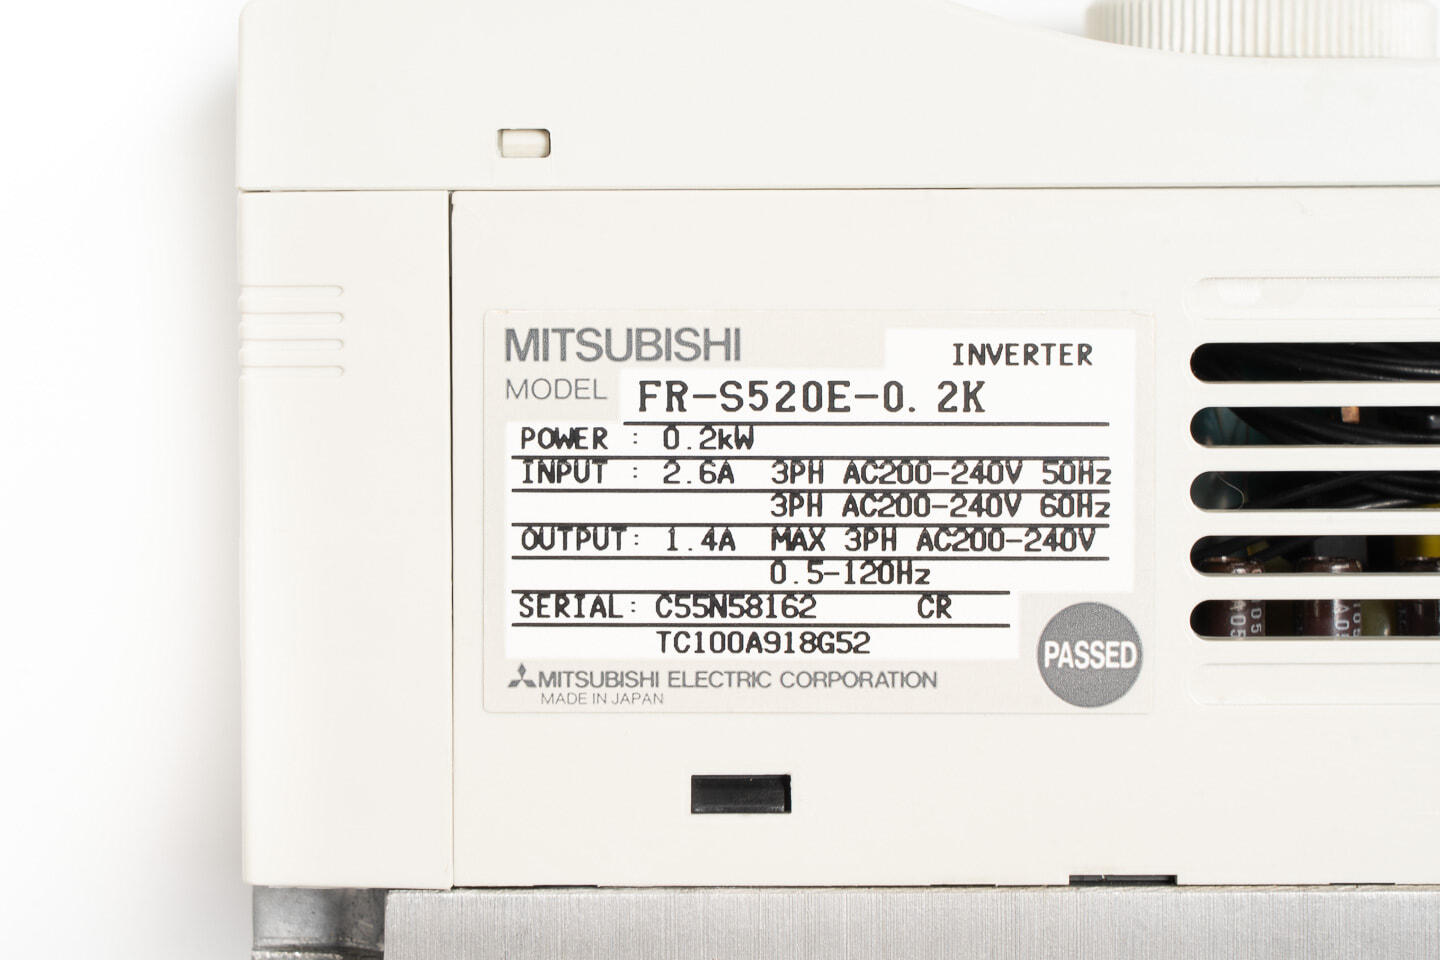 MITSUBISHI
INVERTER
MODEL FR-S520E-0.2K
POWER : 0.2kW
INPUT : 2.6A 3PH AC200-240V 50Hz
3PH AC200-240V 60Hz
OUTPUT: 1.4A MAX 3PH AC200-240V
0.5-120Hz
SERIAL: C55N58162 CR
TC100A918G52
PASSED
MITSUBISHI ELECTRIC CORPORATION
MADE IN JAPAN